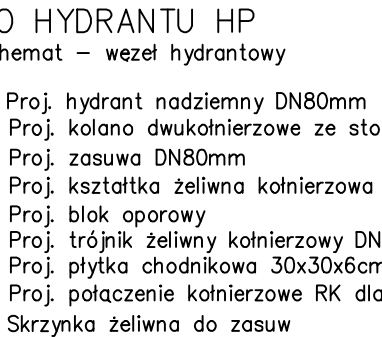 O HYDRANTU HP
hemat – węzeł hydrantowy
Proj. hydrant nadziemny DN80mm
Proj. kolano dwukołnierzowe ze sto
Proj. zasuwa DN80mm
Proj. kształtka żeliwna kołnierzowa
Proj. blok oporowy
Proj. trójnik żeliwny kołnierzowy DN
Proj. płytka chodnikowa 30x30x6cm
Proj. połączenie kołnierzowe RK dla
Skrzynka żeliwna do zasuw